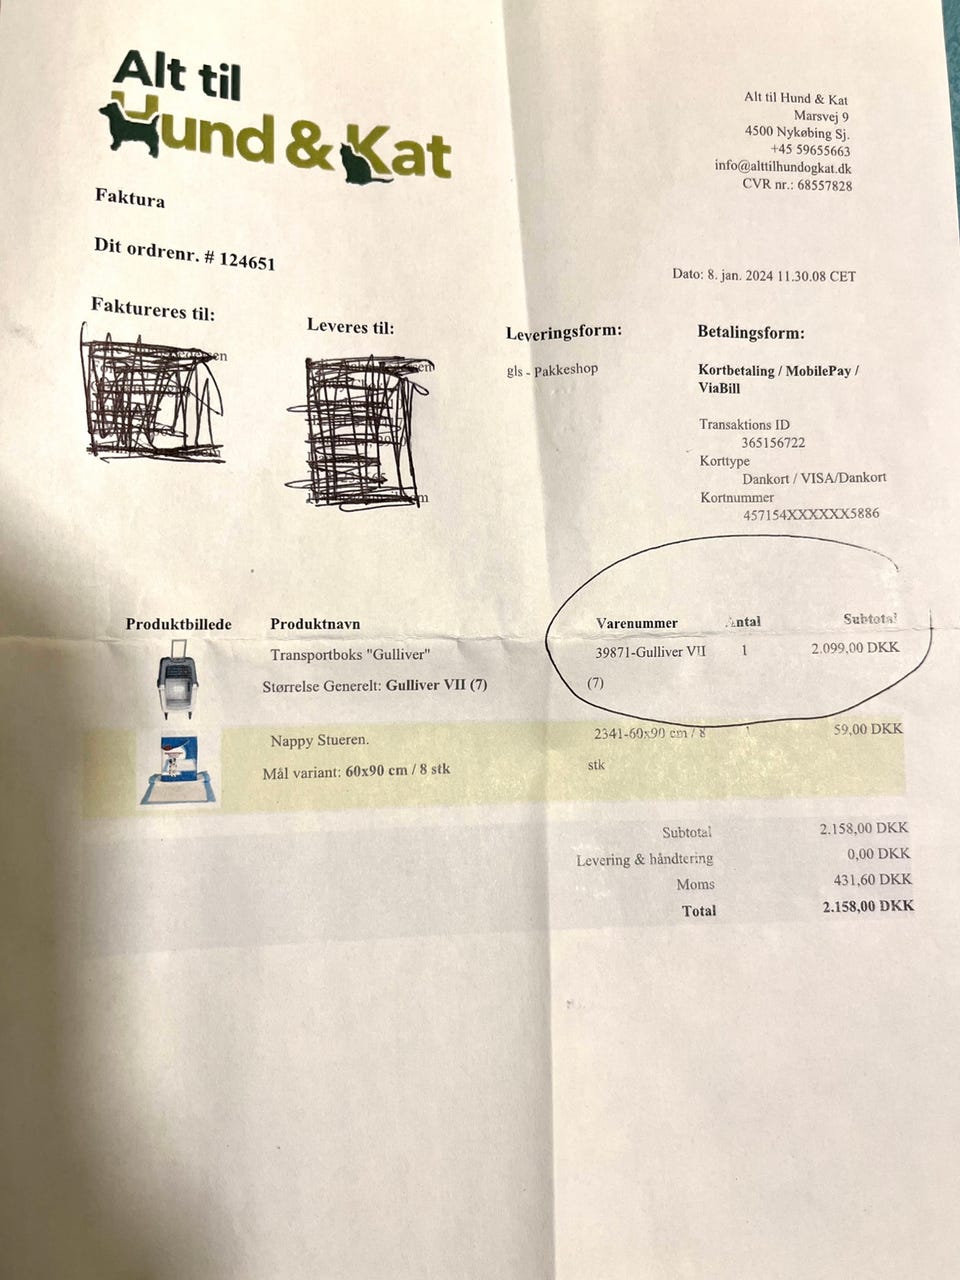 Alt til
Hund & Kat
Alt til Hund & Kat
Marsvej 9
4500 Nykøbing Sj.
+45 59655663
info@alttilhundogkat.dk
CVR nr.: 68557828
Faktura
Dit ordrenr. # 124651
Dato: 8. jan. 2024 11.30.08 CET
Faktureres til:
Leveres til:
Leveringsform:
gls - Pakkeshop
Betalingsform:
Kortbetaling / MobilePay /
ViaBill
Transaktions ID
365156722
Korttype
Dankort / VISA/Dankort
Kortnummer
457154XXXXXX5886
Produktbillede Produktnavn Varenummer Antal Subtotal
Transportboks "Gulliver" 39871-Gulliver VII 1 2.099,00 DKK
Størrelse Generelt: Gulliver VII (7) (7)
Nappy Stueren. 2341-60x90 cm / 8 1 59,00 DKK
Mål variant: 60x90 cm / 8 stk stk
Subtotal 2.158,00 DKK
Levering & håndtering 0,00 DKK
Moms 431,60 DKK
Total 2.158,00 DKK